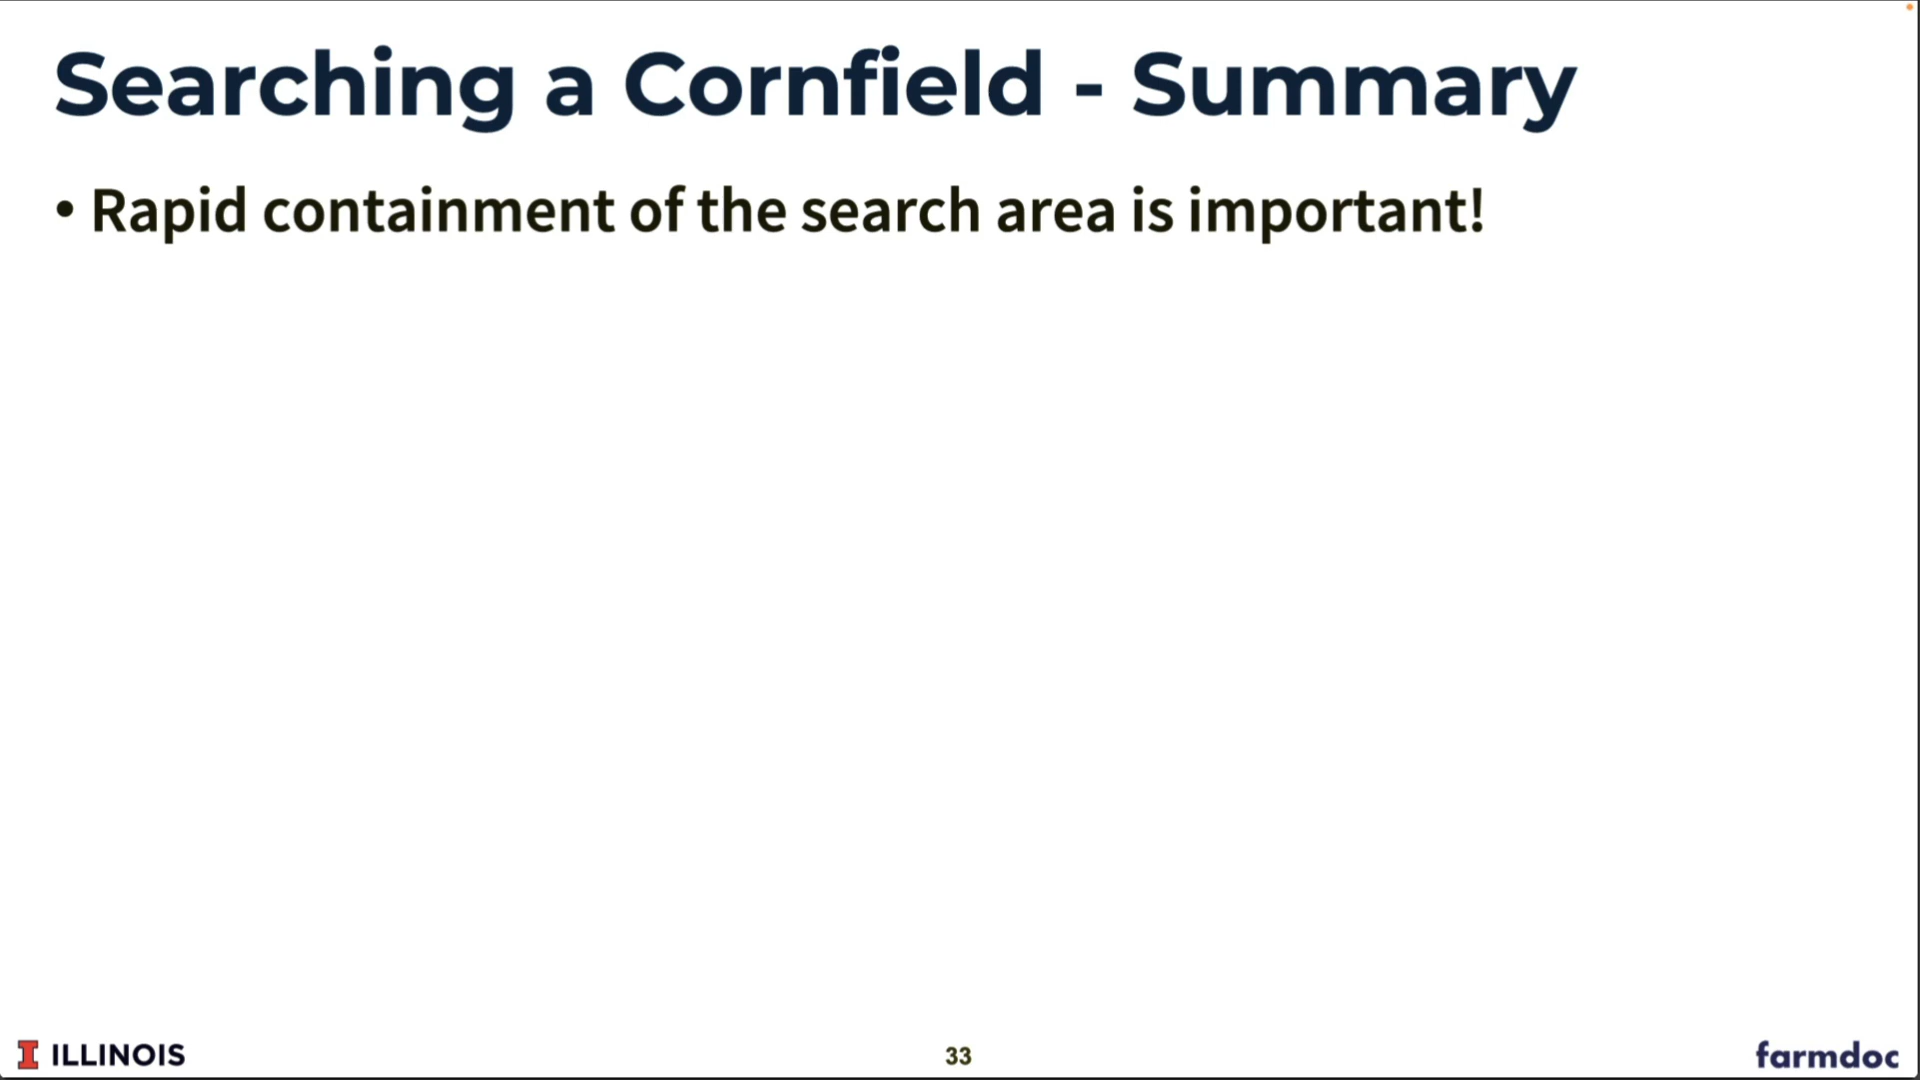 Searching a Cornfield - Summary
• Rapid containment of the search area is important!
I ILLINOIS
33
farmdoc